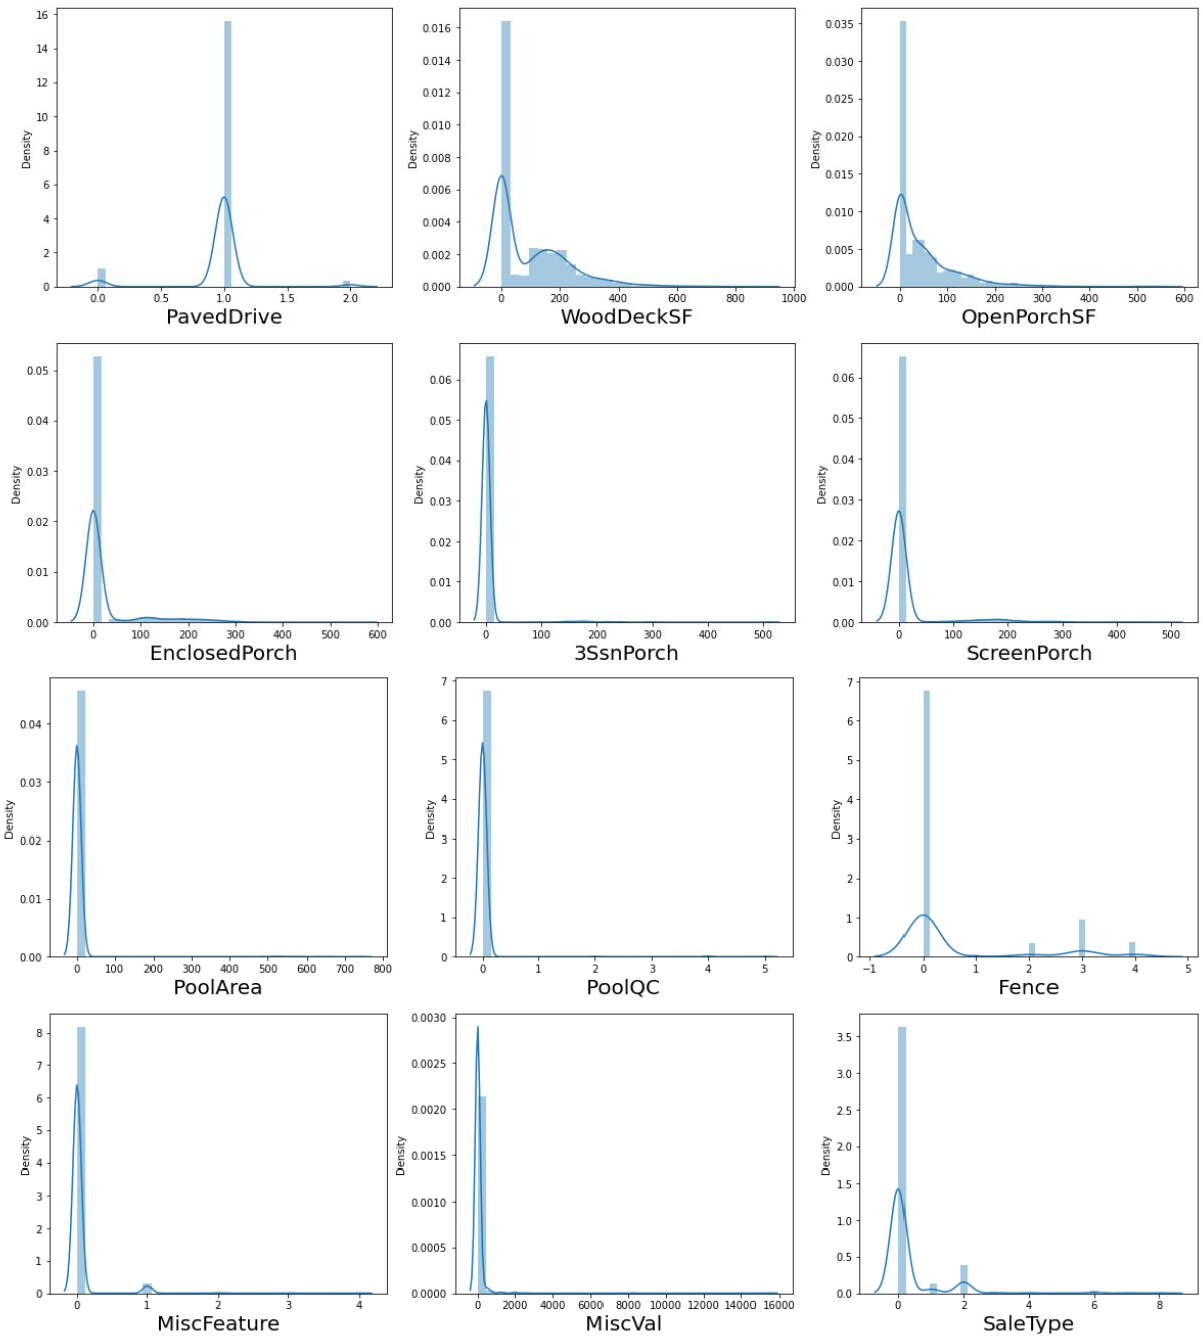 16
14
12
10
8
6
4
2
0
Density
0.0 0.5 1.0 1.5 2.0
PavedDrive
0.016
0.014
0.012
0.010
0.008
0.006
0.004
0.002
0.000
Density
0 200 400 600 800 1000
WoodDeckSF
0.035
0.030
0.025
0.020
0.015
0.010
0.005
0.000
Density
0 100 200 300 400 500 600
OpenPorchSF
0.05
0.04
0.03
0.02
0.01
0.00
Density
0 100 200 300 400 500 600
EnclosedPorch
0.06
0.05
0.04
0.03
0.02
0.01
0.00
Density
0 100 200 300 400 500
3SsnPorch
0.06
0.05
0.04
0.03
0.02
0.01
0.00
Density
0 100 200 300 400 500
ScreenPorch
0.04
0.03
0.02
0.01
0.00
Density
0 100 200 300 400 500 600 700 800
PoolArea
7
6
5
4
3
2
1
0
Density
0 1 2 3 4 5
PoolQC
7
6
5
4
3
2
1
0
Density
−1 0 1 2 3 4 5
Fence
8
7
6
5
4
3
2
1
0
Density
0 1 2 3 4
MiscFeature
0.0030
0.0025
0.0020
0.0015
0.0010
0.0005
0.0000
Density
0 2000 4000 6000 8000 10000 12000 14000 16000
MiscVal
3.5
3.0
2.5
2.0
1.5
1.0
0.5
0.0
Density
0 2 4 6 8
SaleType